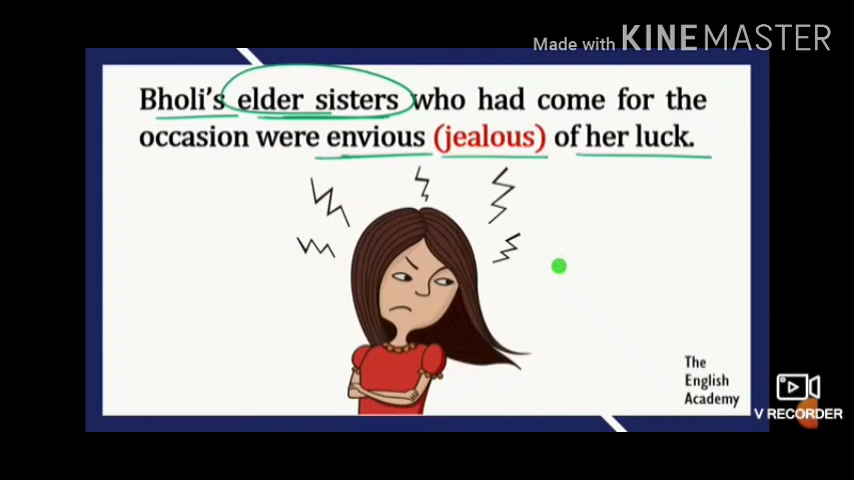 Made with KINEMASTER
Bholi's elder sisters who had come for the
occasion were envious (jealous) of her luck.
The
English
Academy
V RECORDER